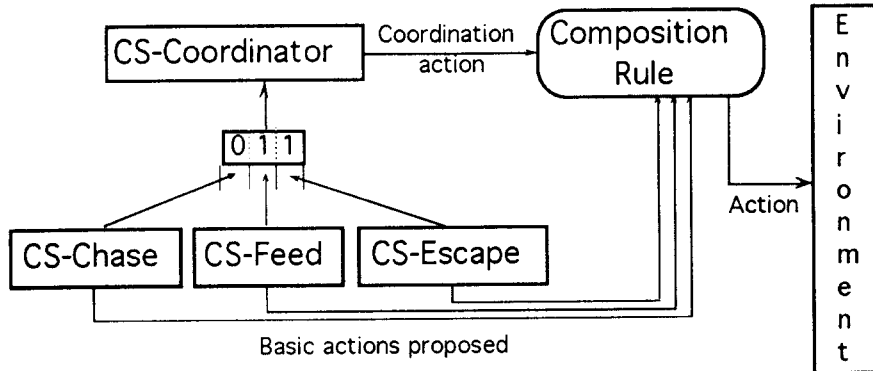 CS-Coordinator
Coordination
action
Composition
Rule
0 1 1
CS-Chase
CS-Feed
CS-Escape
Basic actions proposed
Action
E
n
v
i
r
o
n
m
e
n
t